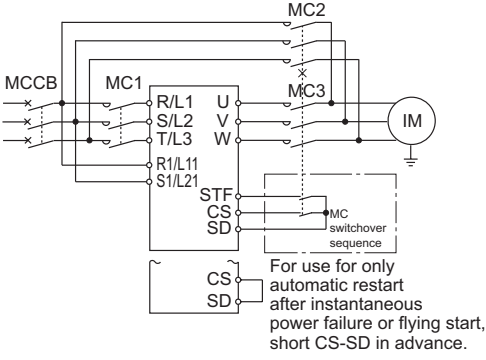 MC2
MCCB
MC1
MC3
R/L1
U
S/L2
V
IM
T/L3
W
R1/L11
S1/L21
STF
CS
SD
MC
switchover
sequence
CS
SD
For use for only
automatic restart
after instantaneous
power failure or flying start,
short CS-SD in advance.